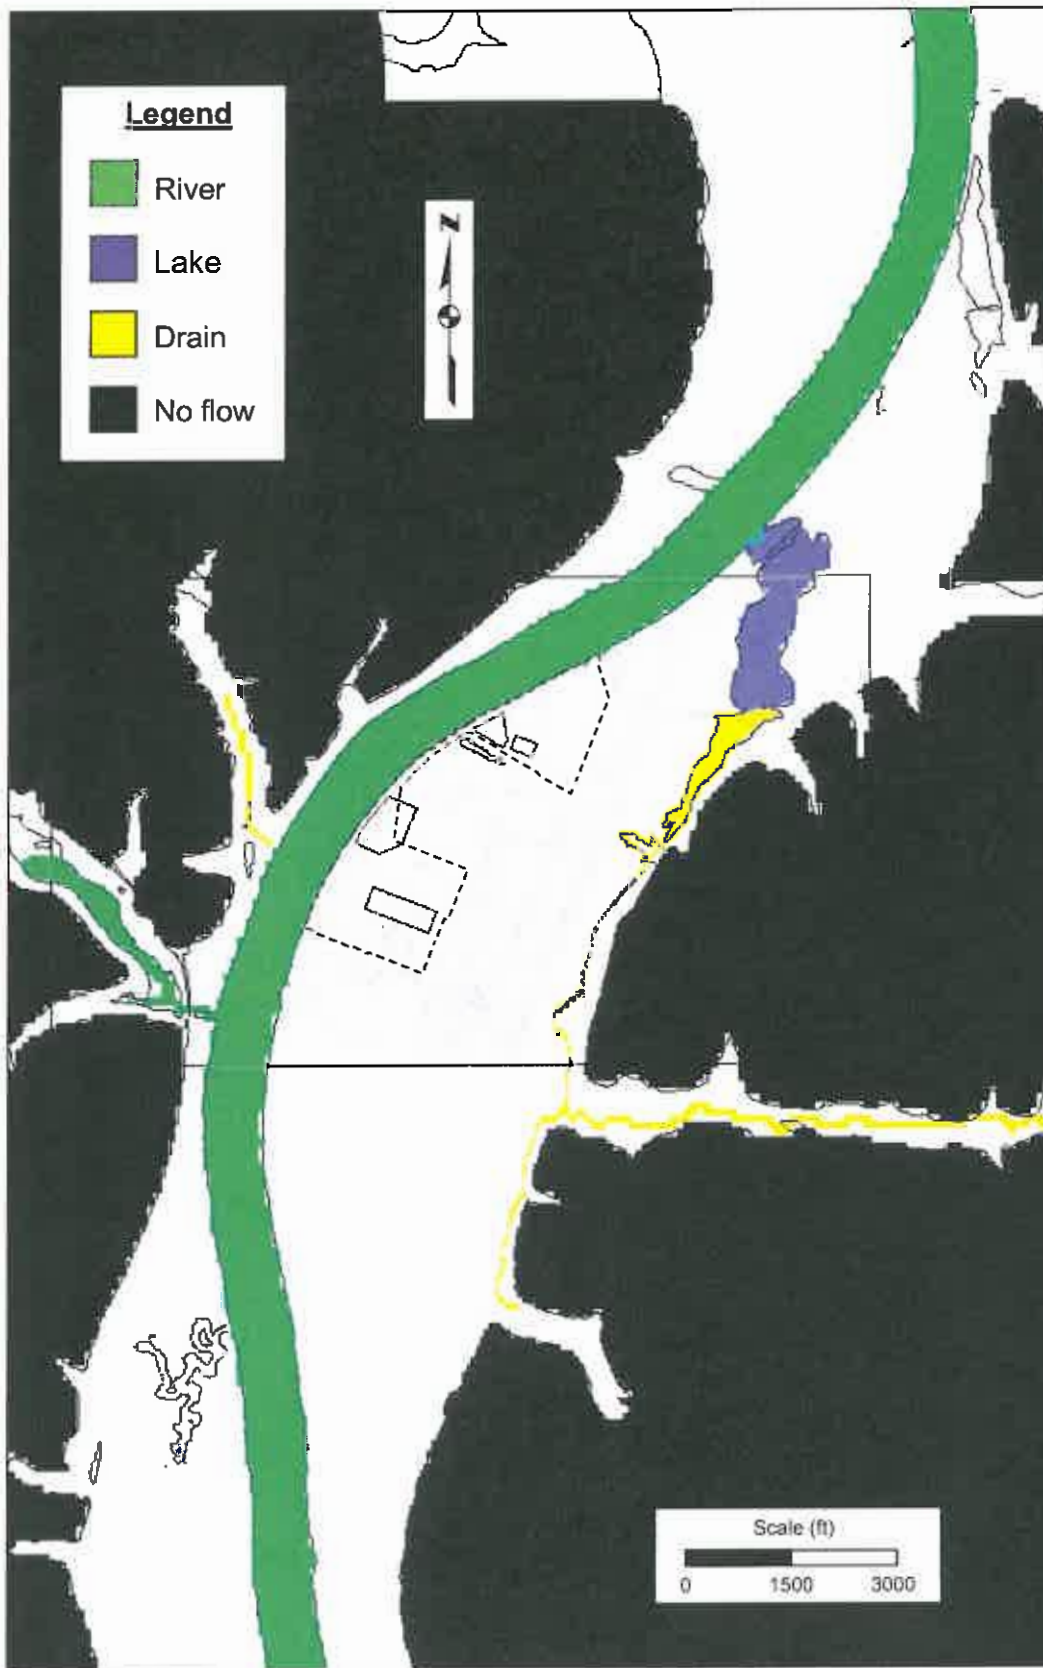 Legend
River
Lake
Drain
No flow
N
Scale (ft)
0 1500 3000